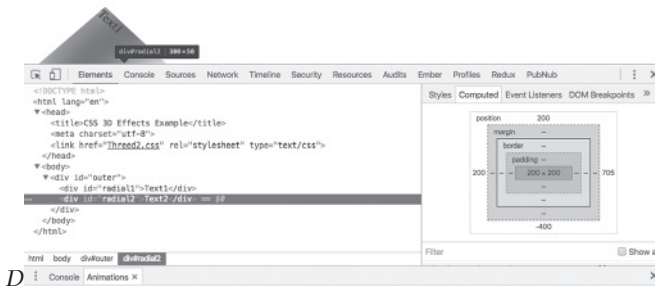 Text1
div#radial2 | 300 × 50
Elements Console Sources Network Timeline Security Resources Audits Ember Profiles Redux PubNub
<!DOCTYPE html>
<html lang="en">
▼<head>
<title>CSS 3D Effects Example</title>
<meta charset="utf-8">
<link href="Threed2.css" rel="stylesheet" type="text/css">
</head>
▼<body>
▼<div id="outer">
<div id="radial1">Text1</div>
<div id="radial2">Text2</div> == $0
</div>
</body>
</html>
html body div#outer div#radial2
Styles Computed Event Listeners DOM Breakpoints »
position 200
margin –
border –
padding –
200 – – – 200 × 200 – – – 705
–
–
–
-400
Filter Show a
D
Console Animations ×